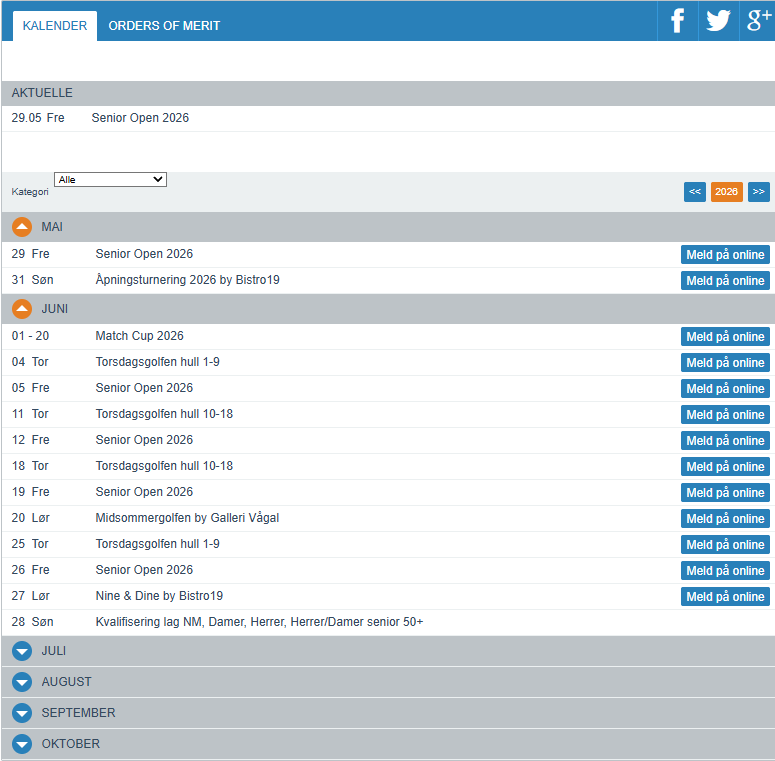 KALENDER ORDERS OF MERIT f g+
AKTUELLE
29.05 Fre Senior Open 2026
Kategori Alle << 2026 >>
MAI
29 Fre Senior Open 2026 Meld på online
31 Søn Åpningsturnering 2026 by Bistro19 Meld på online
JUNI
01 - 20 Match Cup 2026 Meld på online
04 Tor Torsdagsgolfen hull 1-9 Meld på online
05 Fre Senior Open 2026 Meld på online
11 Tor Torsdagsgolfen hull 10-18 Meld på online
12 Fre Senior Open 2026 Meld på online
18 Tor Torsdagsgolfen hull 10-18 Meld på online
19 Fre Senior Open 2026 Meld på online
20 Lør Midsommergolfen by Galleri Vågal Meld på online
25 Tor Torsdagsgolfen hull 1-9 Meld på online
26 Fre Senior Open 2026 Meld på online
27 Lør Nine & Dine by Bistro19 Meld på online
28 Søn Kvalifisering lag NM, Damer, Herrer, Herrer/Damer senior 50+
JULI
AUGUST
SEPTEMBER
OKTOBER